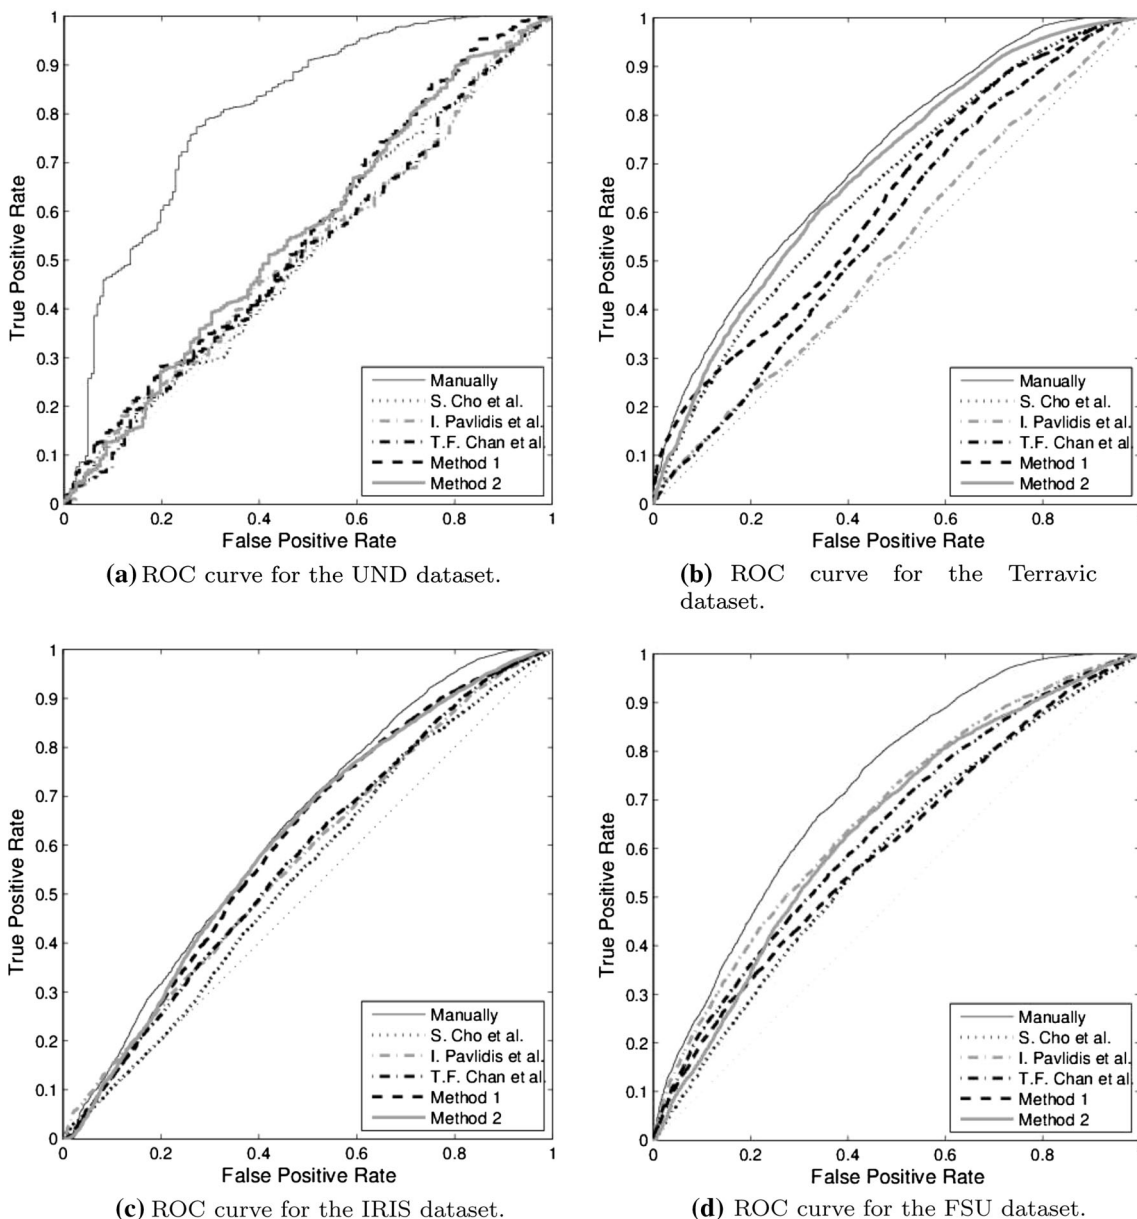 1
0.9
0.8
0.7
0.6
0.5
0.4
0.3
0.2
0.1
0
True Positive Rate
Manually
S. Cho et al.
I. Pavlidis et al.
T.F. Chan et al.
Method 1
Method 2
0 0.2 0.4 0.6 0.8 1
False Positive Rate
(a) ROC curve for the UND dataset.
1
0.9
0.8
0.7
0.6
0.5
0.4
0.3
0.2
0.1
0
True Positive Rate
Manually
S. Cho et al.
I. Pavlidis et al.
T.F. Chan et al.
Method 1
Method 2
0 0.2 0.4 0.6 0.8
False Positive Rate
(b) ROC curve for the Terravic
dataset.
1
0.9
0.8
0.7
0.6
0.5
0.4
0.3
0.2
0.1
0
True Positive Rate
Manually
S. Cho et al.
I. Pavlidis et al.
T.F. Chan et al.
Method 1
Method 2
0 0.2 0.4 0.6 0.8 1
False Positive Rate
(c) ROC curve for the IRIS dataset.
1
0.9
0.8
0.7
0.6
0.5
0.4
0.3
0.2
0.1
0
True Positive Rate
Manually
S. Cho et al.
I. Pavlidis et al.
T.F. Chan et al.
Method 1
Method 2
0 0.2 0.4 0.6 0.8
False Positive Rate
(d) ROC curve for the FSU dataset.